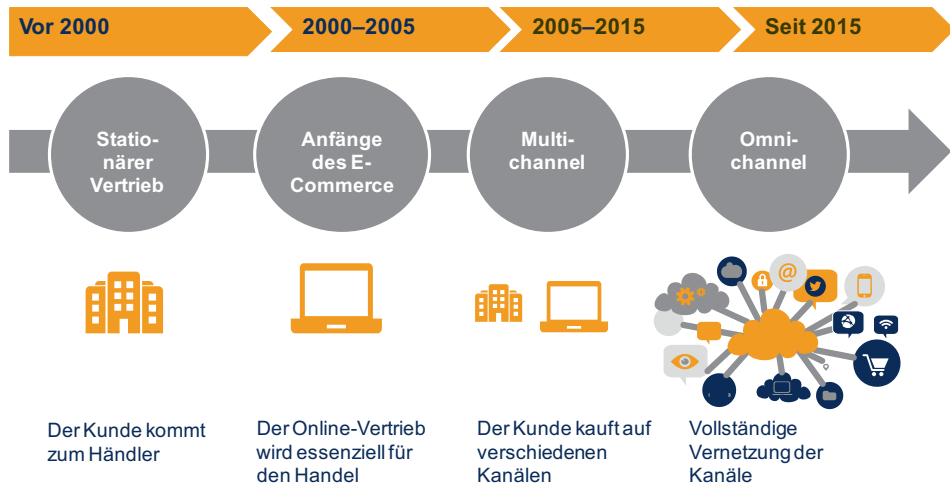 Vor 2000
2000–2005
2005–2015
Seit 2015
Statio-
närer
Vertrieb
Anfänge
des E-
Commerce
Multi-
channel
Omni-
channel
@
Der Kunde kommt
zum Händler
Der Online-Vertrieb
wird essenziell für
den Handel
Der Kunde kauft auf
verschiedenen
Kanälen
Vollständige
Vernetzung der
Kanäle